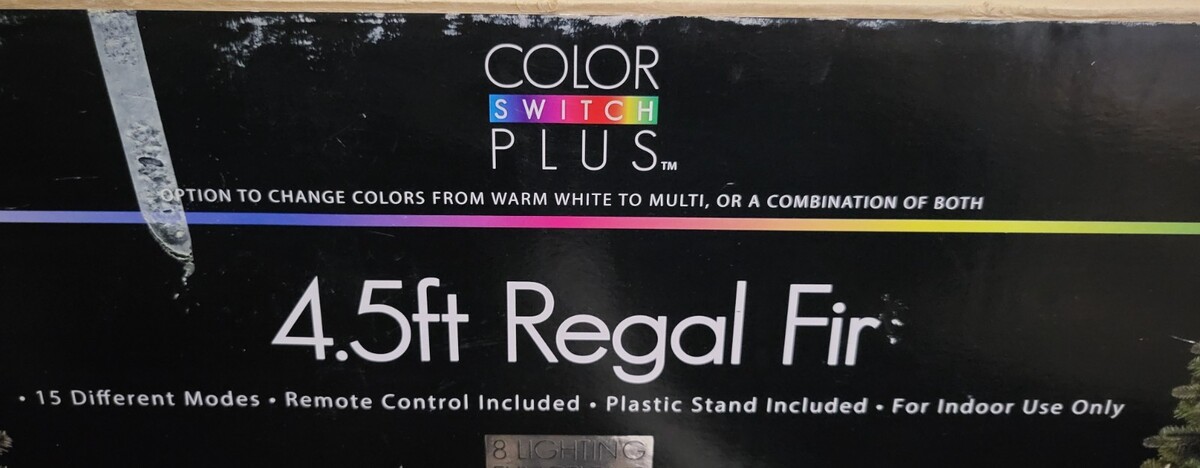 COLOR
SWITCH
PLUS™
OPTION TO CHANGE COLORS FROM WARM WHITE TO MULTI, OR A COMBINATION OF BOTH
4.5ft Regal Fir
• 15 Different Modes • Remote Control Included • Plastic Stand Included • For Indoor Use Only
8 LIGHTING